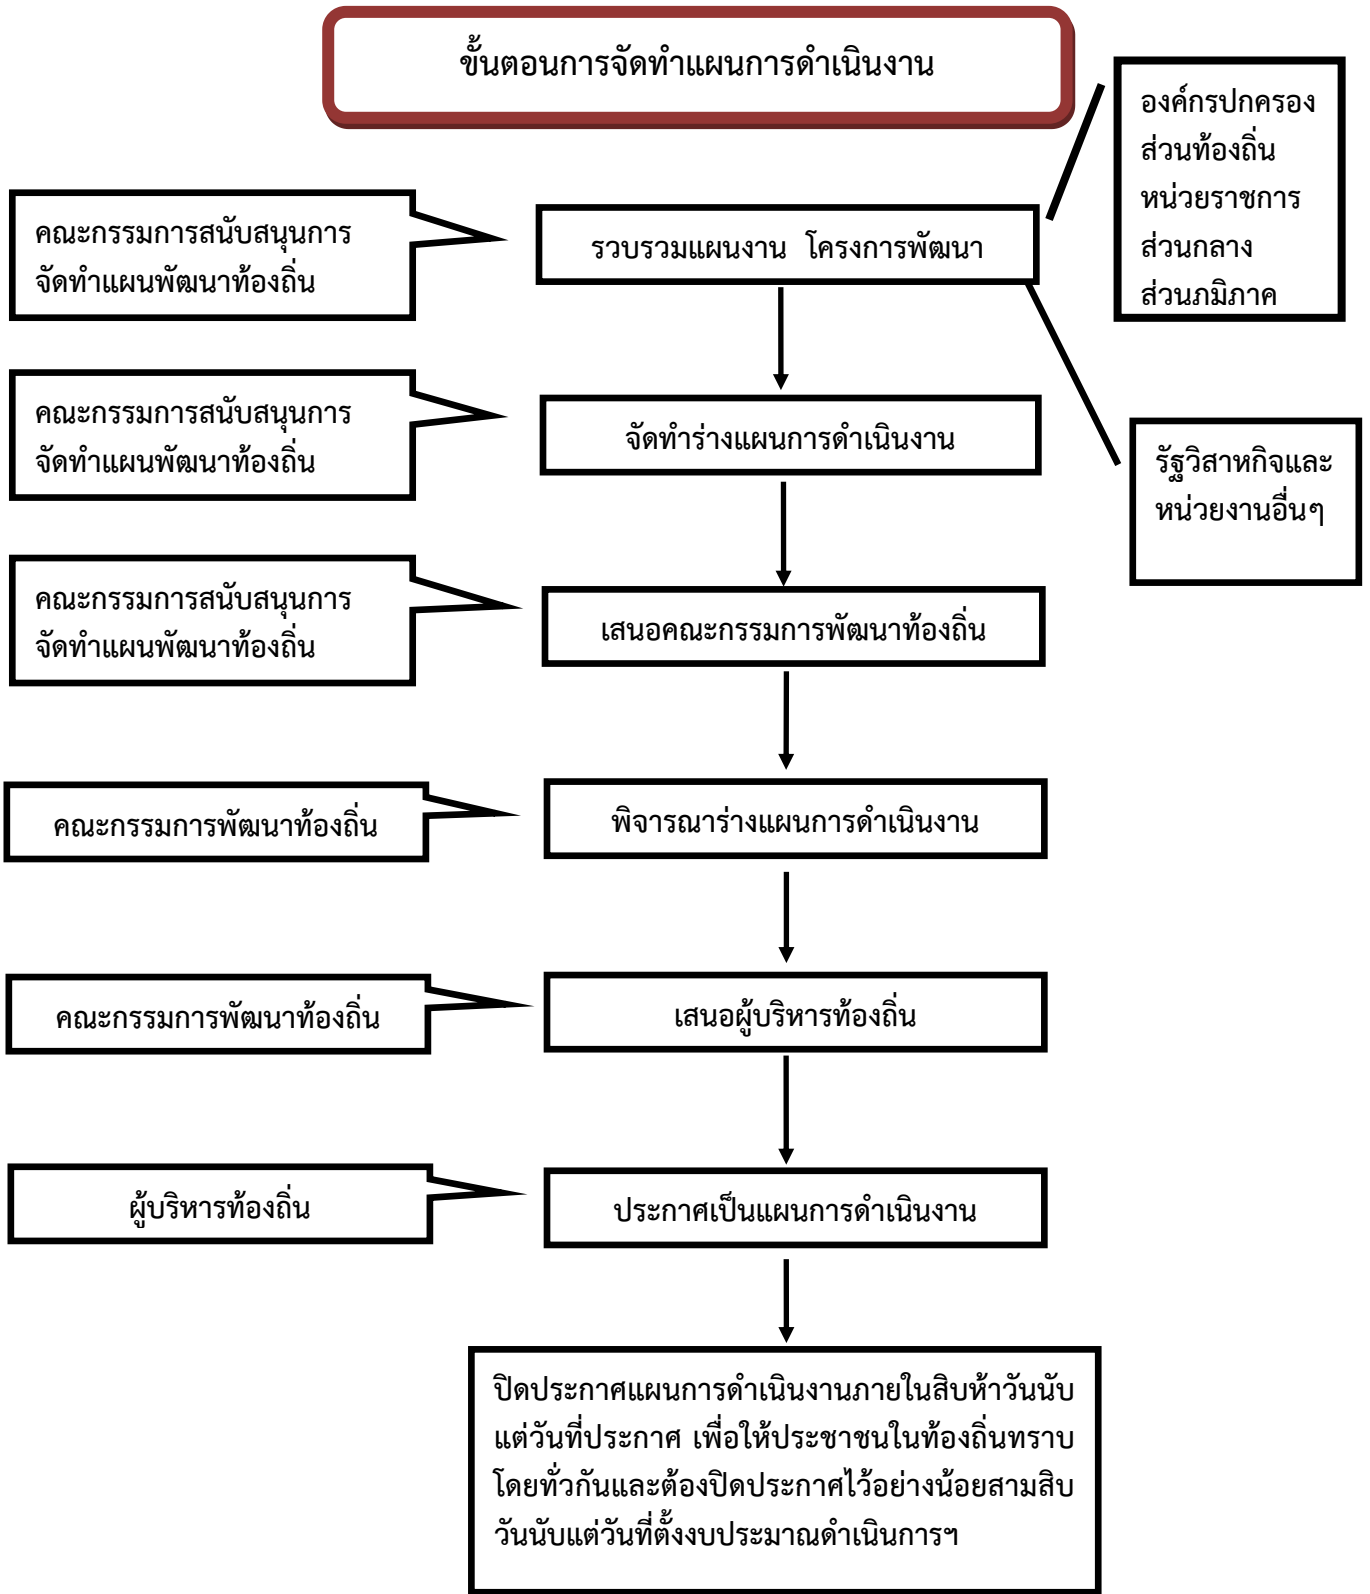 ขั้นตอนการจัดทำแผนการดำเนินงาน
องค์กรปกครอง
ส่วนท้องถิ่น
หน่วยราชการ
ส่วนกลาง
ส่วนภมิภาค
คณะกรรมการสนับสนุนการ
จัดทำแผนพัฒนาท้องถิ่น
รวบรวมแผนงาน โครงการพัฒนา
คณะกรรมการสนับสนุนการ
จัดทำแผนพัฒนาท้องถิ่น
จัดทำร่างแผนการดำเนินงาน
รัฐวิสาหกิจและ
หน่วยงานอื่นๆ
คณะกรรมการสนับสนุนการ
จัดทำแผนพัฒนาท้องถิ่น
เสนอคณะกรรมการพัฒนาท้องถิ่น
คณะกรรมการพัฒนาท้องถิ่น
พิจารณาร่างแผนการดำเนินงาน
คณะกรรมการพัฒนาท้องถิ่น
เสนอผู้บริหารท้องถิ่น
ผู้บริหารท้องถิ่น
ประกาศเป็นแผนการดำเนินงาน
ปิดประกาศแผนการดำเนินงานภายในสิบห้าวันนับ
แต่วันที่ประกาศ เพื่อให้ประชาชนในท้องถิ่นทราบ
โดยทั่วกันและต้องปิดประกาศไว้อย่างน้อยสามสิบ
วันนับแต่วันที่ตั้งงบประมาณดำเนินการฯ